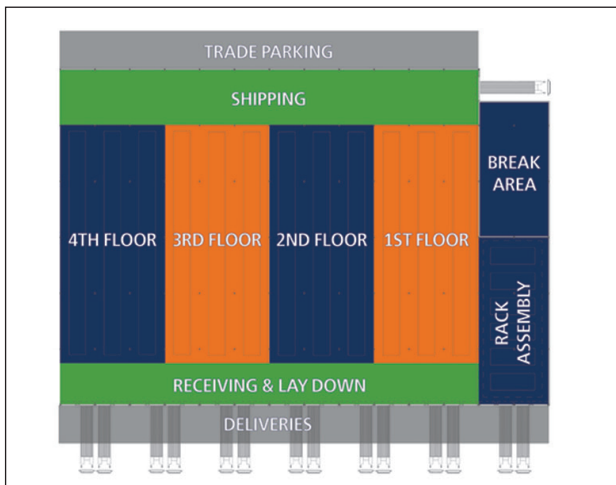 TRADE PARKING
SHIPPING
BREAK
AREA
4TH FLOOR
3RD FLOOR
2ND FLOOR
1ST FLOOR
RACK
ASSEMBLY
RECEIVING & LAY DOWN
DELIVERIES